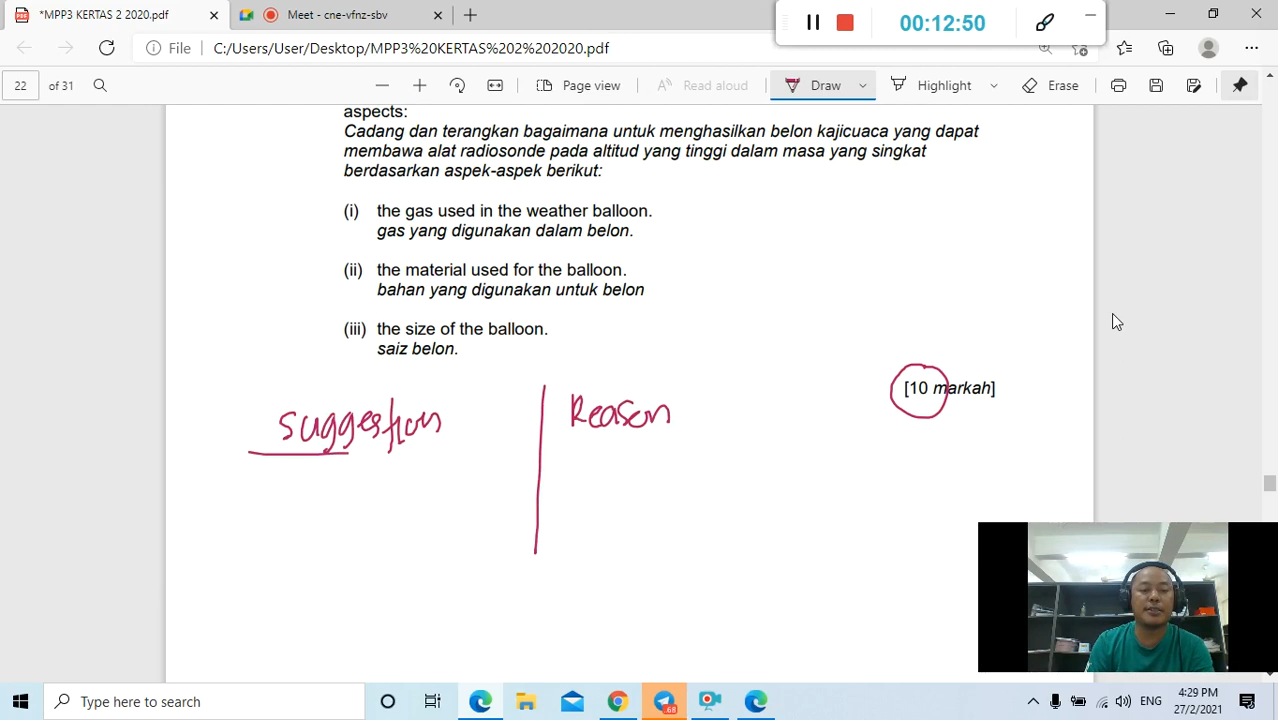 *MPP3 KERTAS 2 2020.pdf
Meet - cne-vfnz-sbv
00:12:50
File
C:/Users/User/Desktop/MPP3%20KERTAS%202%202020.pdf
22 of 31
Page view
Read aloud
Draw
Highlight
Erase
aspects:
Cadang dan terangkan bagaimana untuk menghasilkan belon kajicuaca yang dapat
membawa alat radiosonde pada altitud yang tinggi dalam masa yang singkat
berdasarkan aspek-aspek berikut:
(i) the gas used in the weather balloon.
gas yang digunakan dalam belon.
(ii) the material used for the balloon.
bahan yang digunakan untuk belon
(iii) the size of the balloon.
saiz belon.
[10 markah]
Suggestion
Reason
Type here to search
68
ENG
4:29 PM
27/2/2021